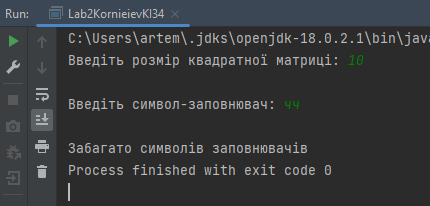 Run: Lab2KornieievKI34
C:\Users\artem\.jdks\openjdk-18.0.2.1\bin\java
Введіть розмір квадратної матриці: 10
Введіть символ-заповнювач: чч
Забагато символів заповнювачів
Process finished with exit code 0